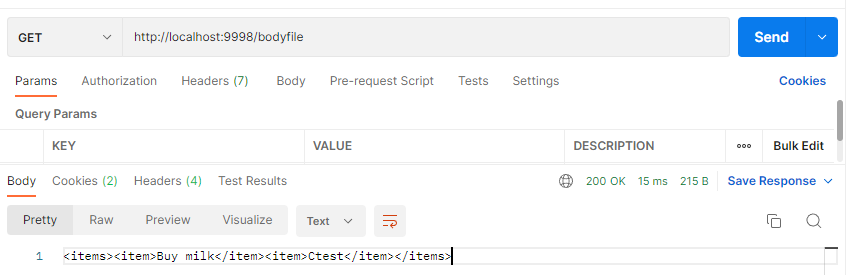 GET http://localhost:9998/bodyfile Send
Params Authorization Headers (7) Body Pre-request Script Tests Settings Cookies
Query Params
KEY VALUE DESCRIPTION Bulk Edit
Body Cookies (2) Headers (4) Test Results 200 OK 15 ms 215 B Save Response
Pretty Raw Preview Visualize Text
1 <items><item>Buy milk</item><item>Ctest</item></items>